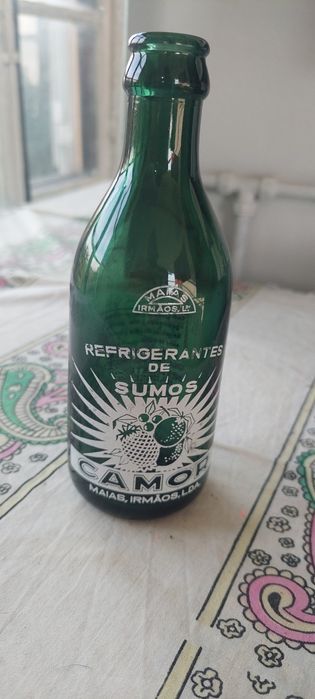 MAIAS
IRMÃOS, Lda
REFRIGERANTES
DE
SUMOS
CAMOR
MAIAS, IRMÃOS, LDA.